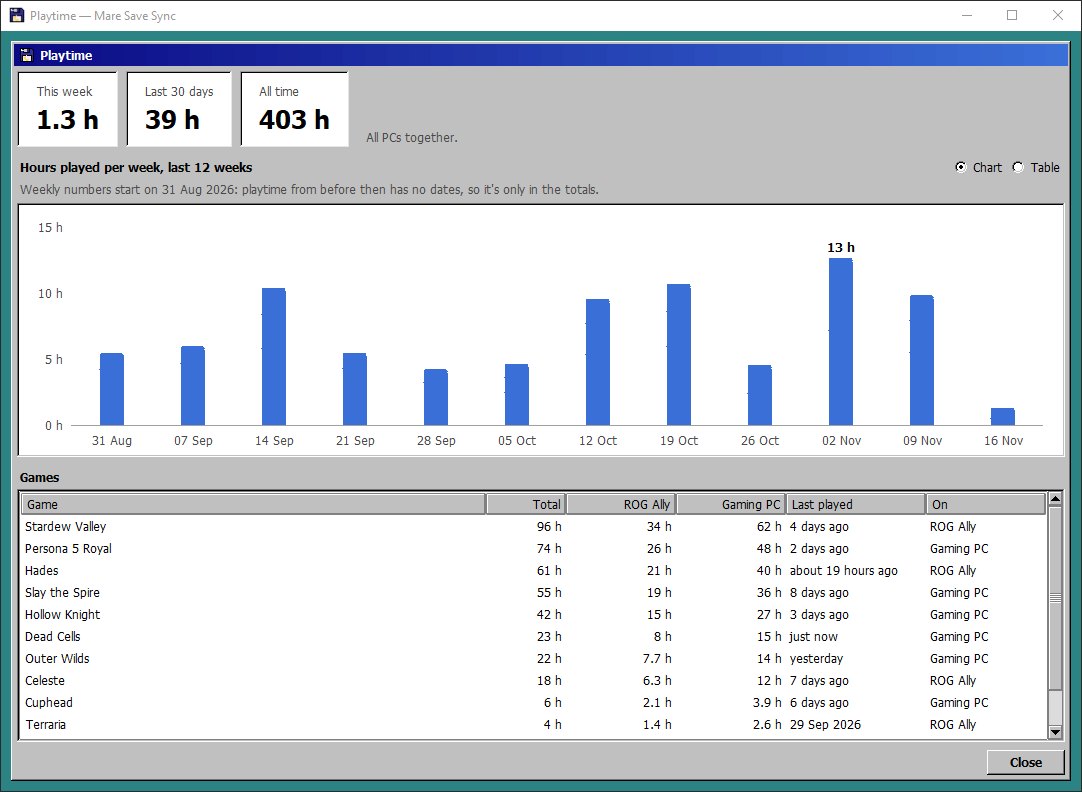 Playtime — Mare Save Sync
Playtime
This week
1.3 h
Last 30 days
39 h
All time
403 h
All PCs together.
Hours played per week, last 12 weeks
Chart Table
Weekly numbers start on 31 Aug 2026: playtime from before then has no dates, so it's only in the totals.
15 h
13 h
10 h
5 h
0 h
31 Aug 07 Sep 14 Sep 21 Sep 28 Sep 05 Oct 12 Oct 19 Oct 26 Oct 02 Nov 09 Nov 16 Nov
Games
Game Total ROG Ally Gaming PC Last played On
Stardew Valley 96 h 34 h 62 h 4 days ago ROG Ally
Persona 5 Royal 74 h 26 h 48 h 2 days ago Gaming PC
Hades 61 h 21 h 40 h about 19 hours ago ROG Ally
Slay the Spire 55 h 19 h 36 h 8 days ago Gaming PC
Hollow Knight 42 h 15 h 27 h 3 days ago Gaming PC
Dead Cells 23 h 8 h 15 h just now Gaming PC
Outer Wilds 22 h 7.7 h 14 h yesterday Gaming PC
Celeste 18 h 6.3 h 12 h 7 days ago ROG Ally
Cuphead 6 h 2.1 h 3.9 h 6 days ago Gaming PC
Terraria 4 h 1.4 h 2.6 h 29 Sep 2026 ROG Ally
Close